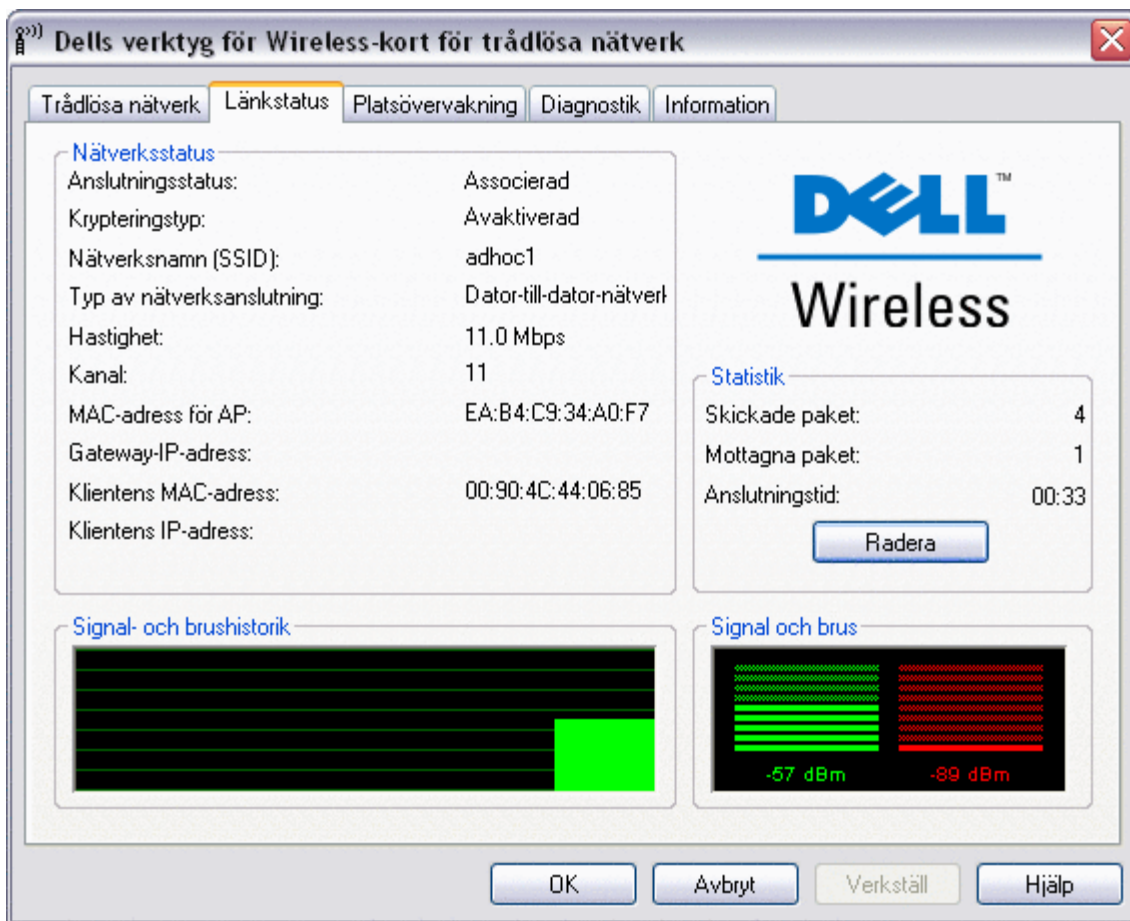 Dells verktyg för Wireless-kort för trådlösa nätverk
Trådlösa nätverk Länkstatus Platsövervakning Diagnostik Information
Nätverksstatus
Anslutningsstatus: Associerad
Krypteringstyp: Avaktiverad
Nätverksnamn (SSID): adhoc1
Typ av nätverksanslutning: Dator-till-dator-nätverk
Hastighet: 11.0 Mbps
Kanal: 11
MAC-adress för AP: EA:B4:C9:34:A0:F7
Gateway-IP-adress:
Klientens MAC-adress: 00:90:4C:44:06:85
Klientens IP-adress:
DELL™
Wireless
Statistik
Skickade paket: 4
Mottagna paket: 1
Anslutningstid: 00:33
Radera
Signal- och brushistorik
Signal och brus
-57 dBm -89 dBm
OK Avbryt Verkställ Hjälp